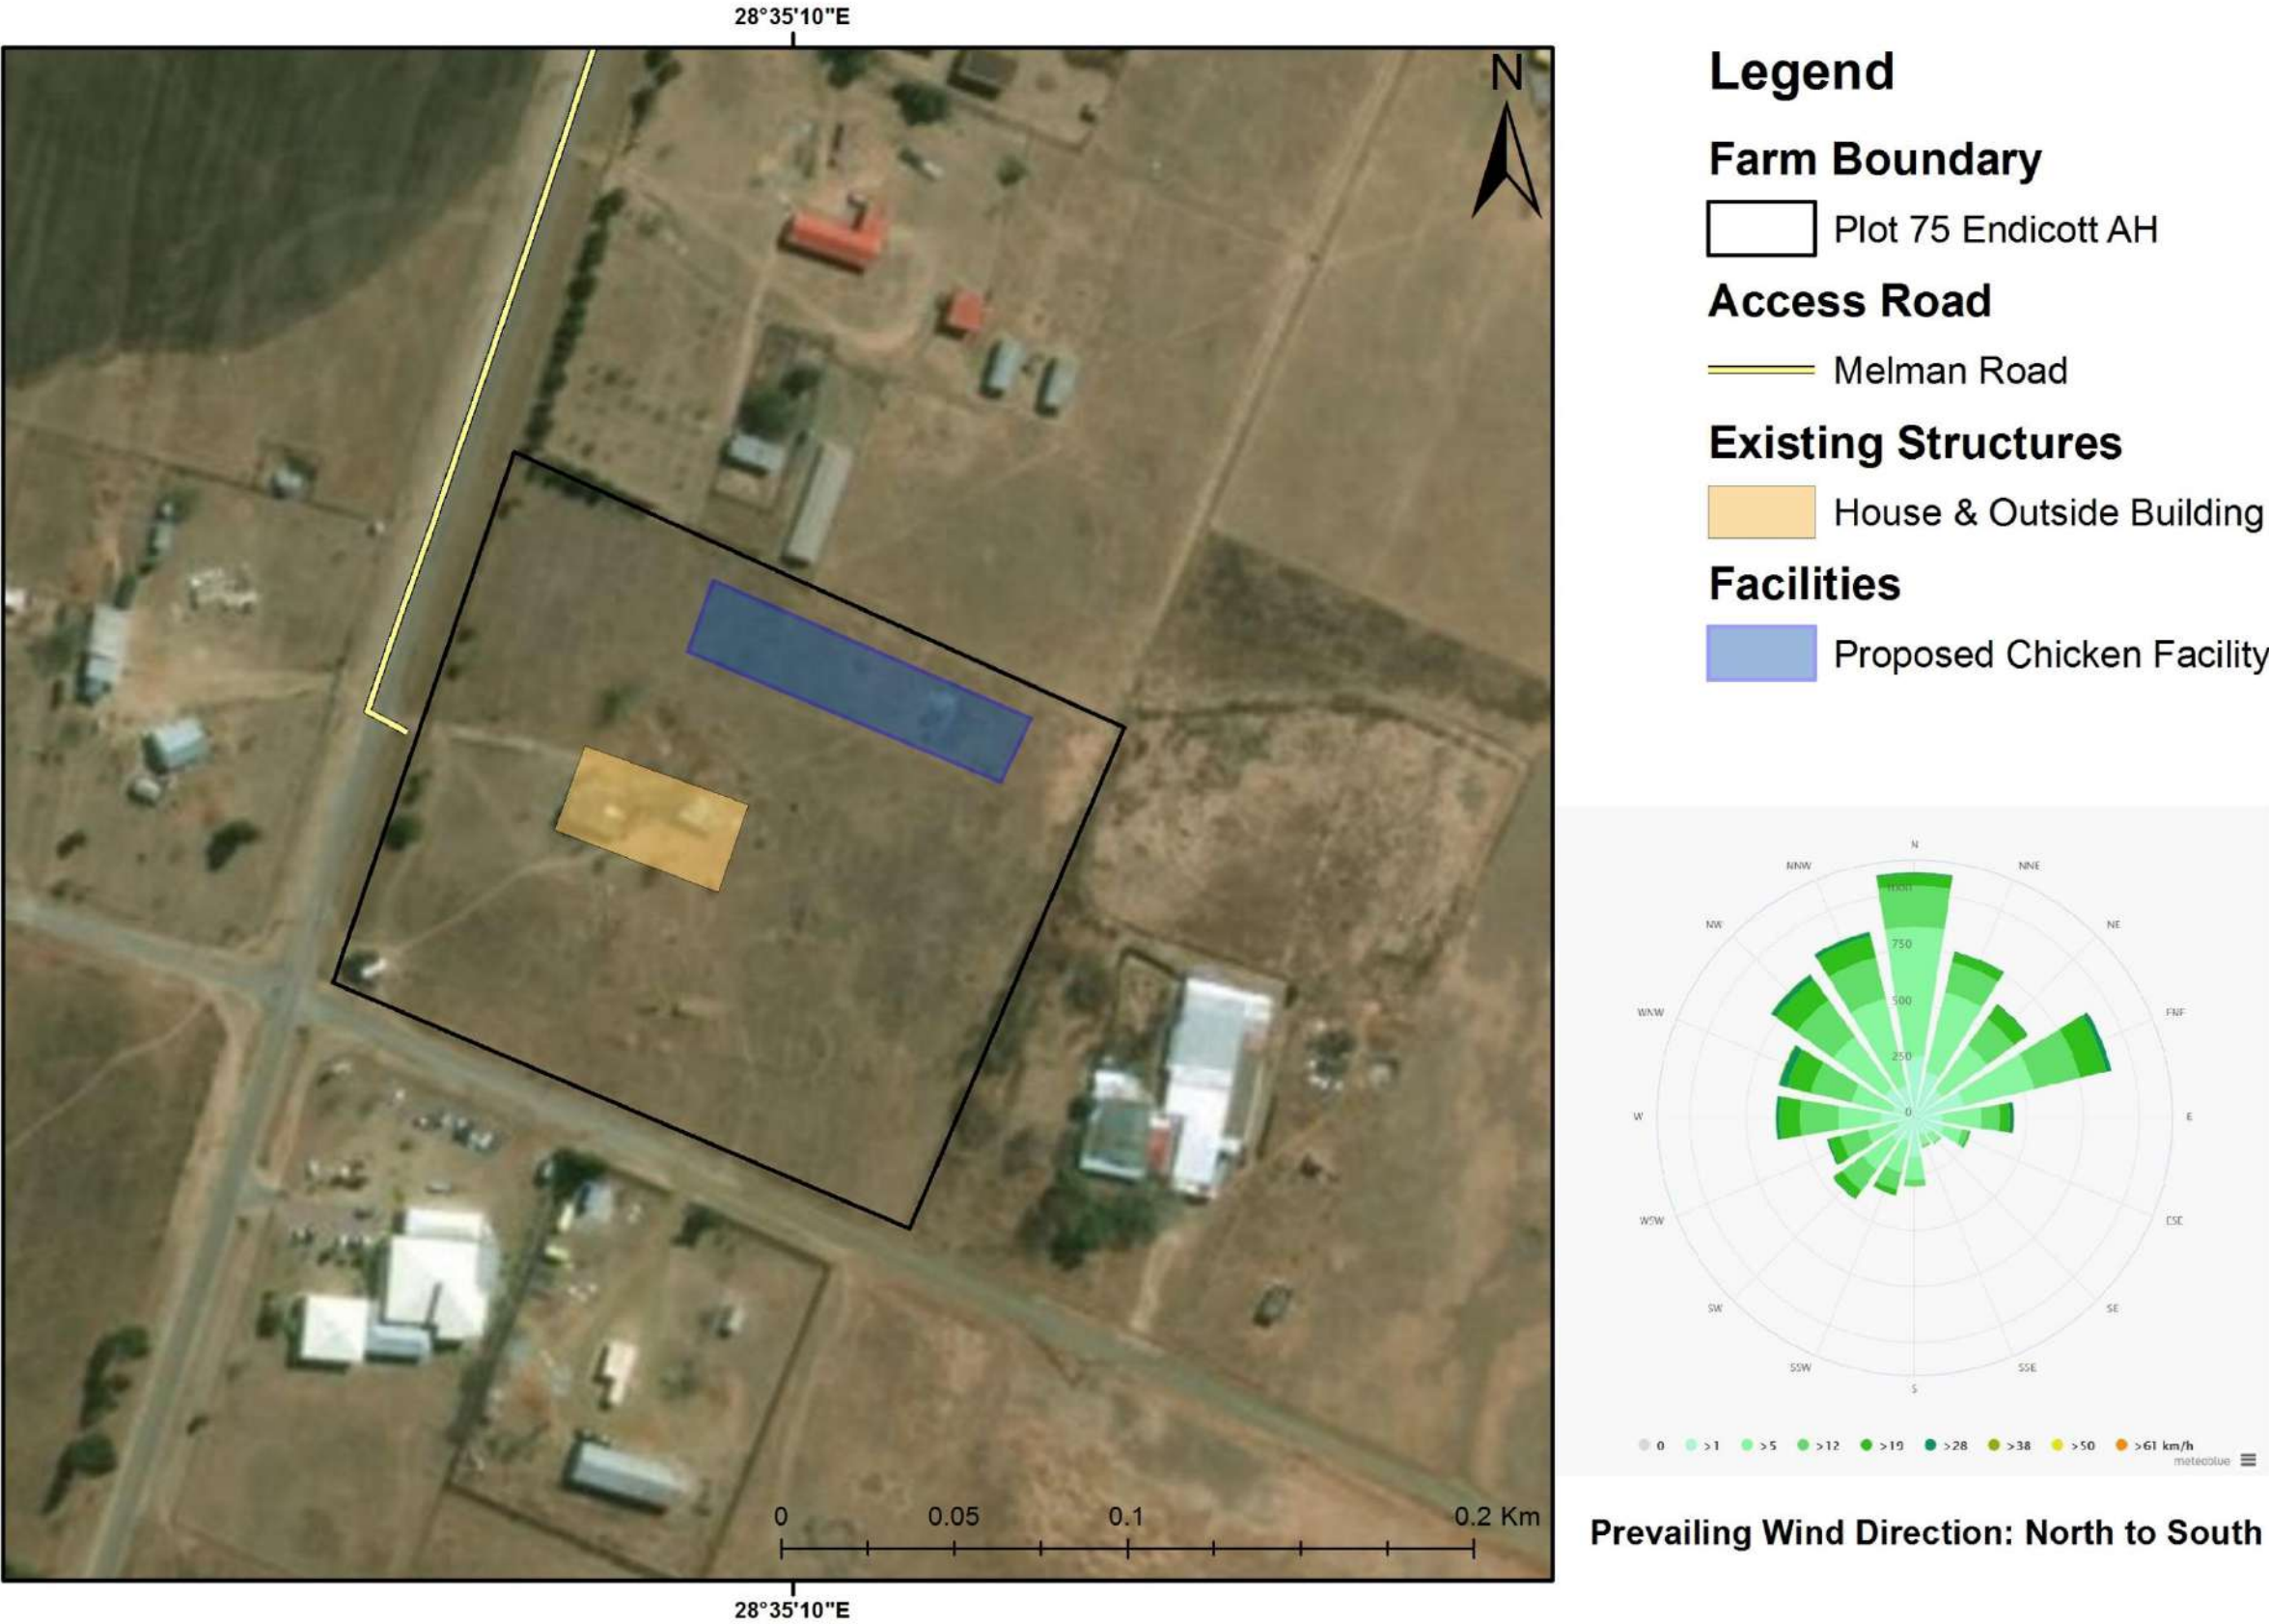 28°35'10"E
N
Legend
Farm Boundary
Plot 75 Endicott AH
Access Road
Melman Road
Existing Structures
House & Outside Building
Facilities
Proposed Chicken Facility
N
NNW
NNE
NW
NE
WNW
ENE
W
E
WSW
ESE
SW
SE
SSW
SSE
S
1000
750
500
250
0
0 >1 >5 >12 >19 >28 >38 >50 >61 km/h
meteoblue
0 0.05 0.1 0.2 Km
Prevailing Wind Direction: North to South
28°35'10"E